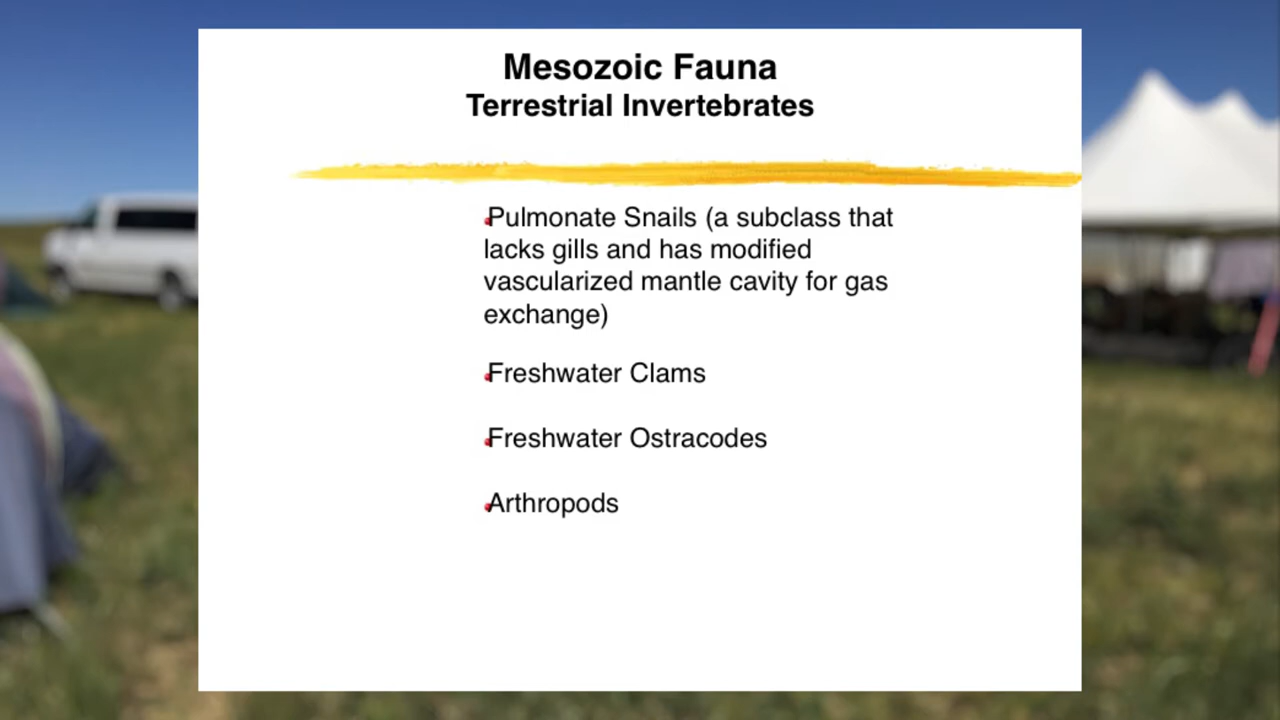 Mesozoic Fauna
Terrestrial Invertebrates
Pulmonate Snails (a subclass that
lacks gills and has modified
vascularized mantle cavity for gas
exchange)
Freshwater Clams
Freshwater Ostracodes
Arthropods